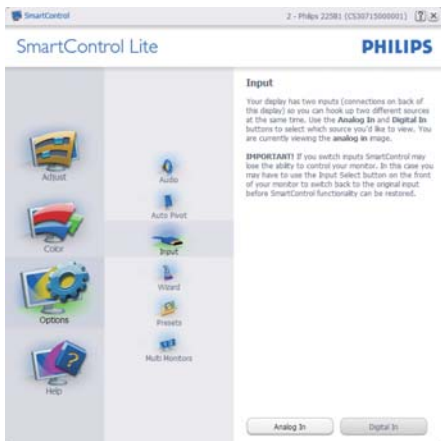 SmartControl
2 - Philips 225B1 (CS30715000001)
SmartControl Lite
PHILIPS
Adjust
Color
Options
Help
Audio
Auto Pivot
Input
Wizard
Presets
Multi Monitors
Input
Your display has two inputs (connections on back of
this display) so you can hook up two different sources
at the same time. Use the Analog In and Digital In
buttons to select which source you'd like to view. You
are currently viewing the analog in image.
IMPORTANT! If you switch inputs SmartControl may
lose the ability to control your monitor. In this case you
may have to use the Input Select button on the front
of your monitor to switch back to the original input
before SmartControl functionality can be restored.
Analog In
Digital In